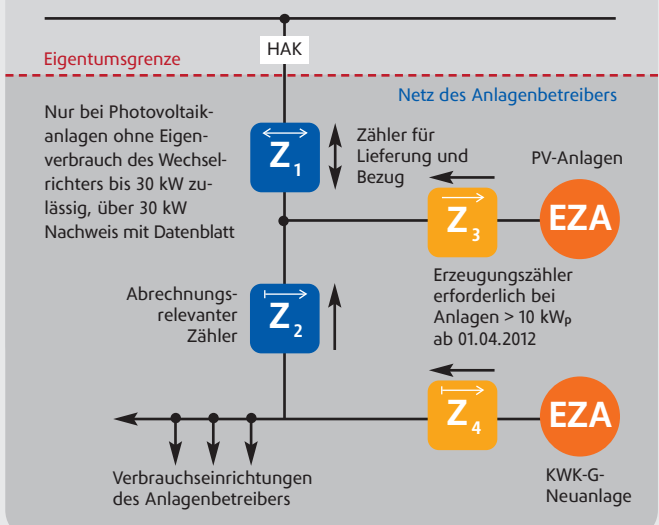 HAK
Eigentumsgrenze
Netz des Anlagenbetreibers
Nur bei Photovoltaik-
anlagen ohne Eigen-
verbrauch des Wechsel-
richters bis 30 kW zu-
lässig, über 30 kW
Nachweis mit Datenblatt
Z1
Zähler für
Lieferung und
Bezug
PV-Anlagen
Z3
EZA
Erzeugungszähler
erforderlich bei
Anlagen > 10 kWp
ab 01.04.2012
Abrechnungs-
relevanter
Zähler
Z2
Z4
EZA
KWK-G-
Neuanlage
Verbrauchseinrichtungen
des Anlagenbetreibers